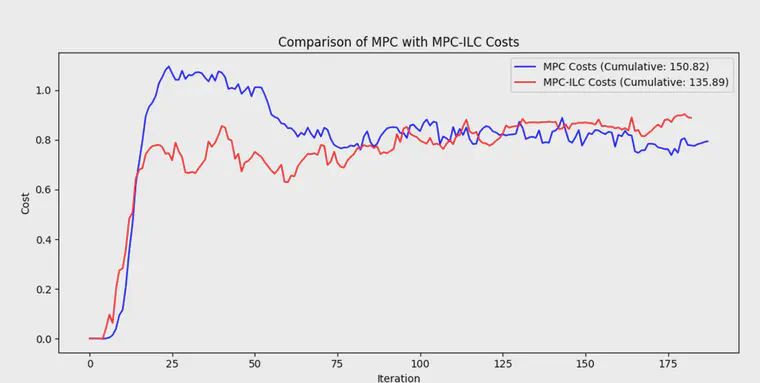 Comparison of MPC with MPC-ILC Costs
MPC Costs (Cumulative: 150.82)
MPC-ILC Costs (Cumulative: 135.89)
Cost
1.0
0.8
0.6
0.4
0.2
0.0
0 25 50 75 100 125 150 175
Iteration